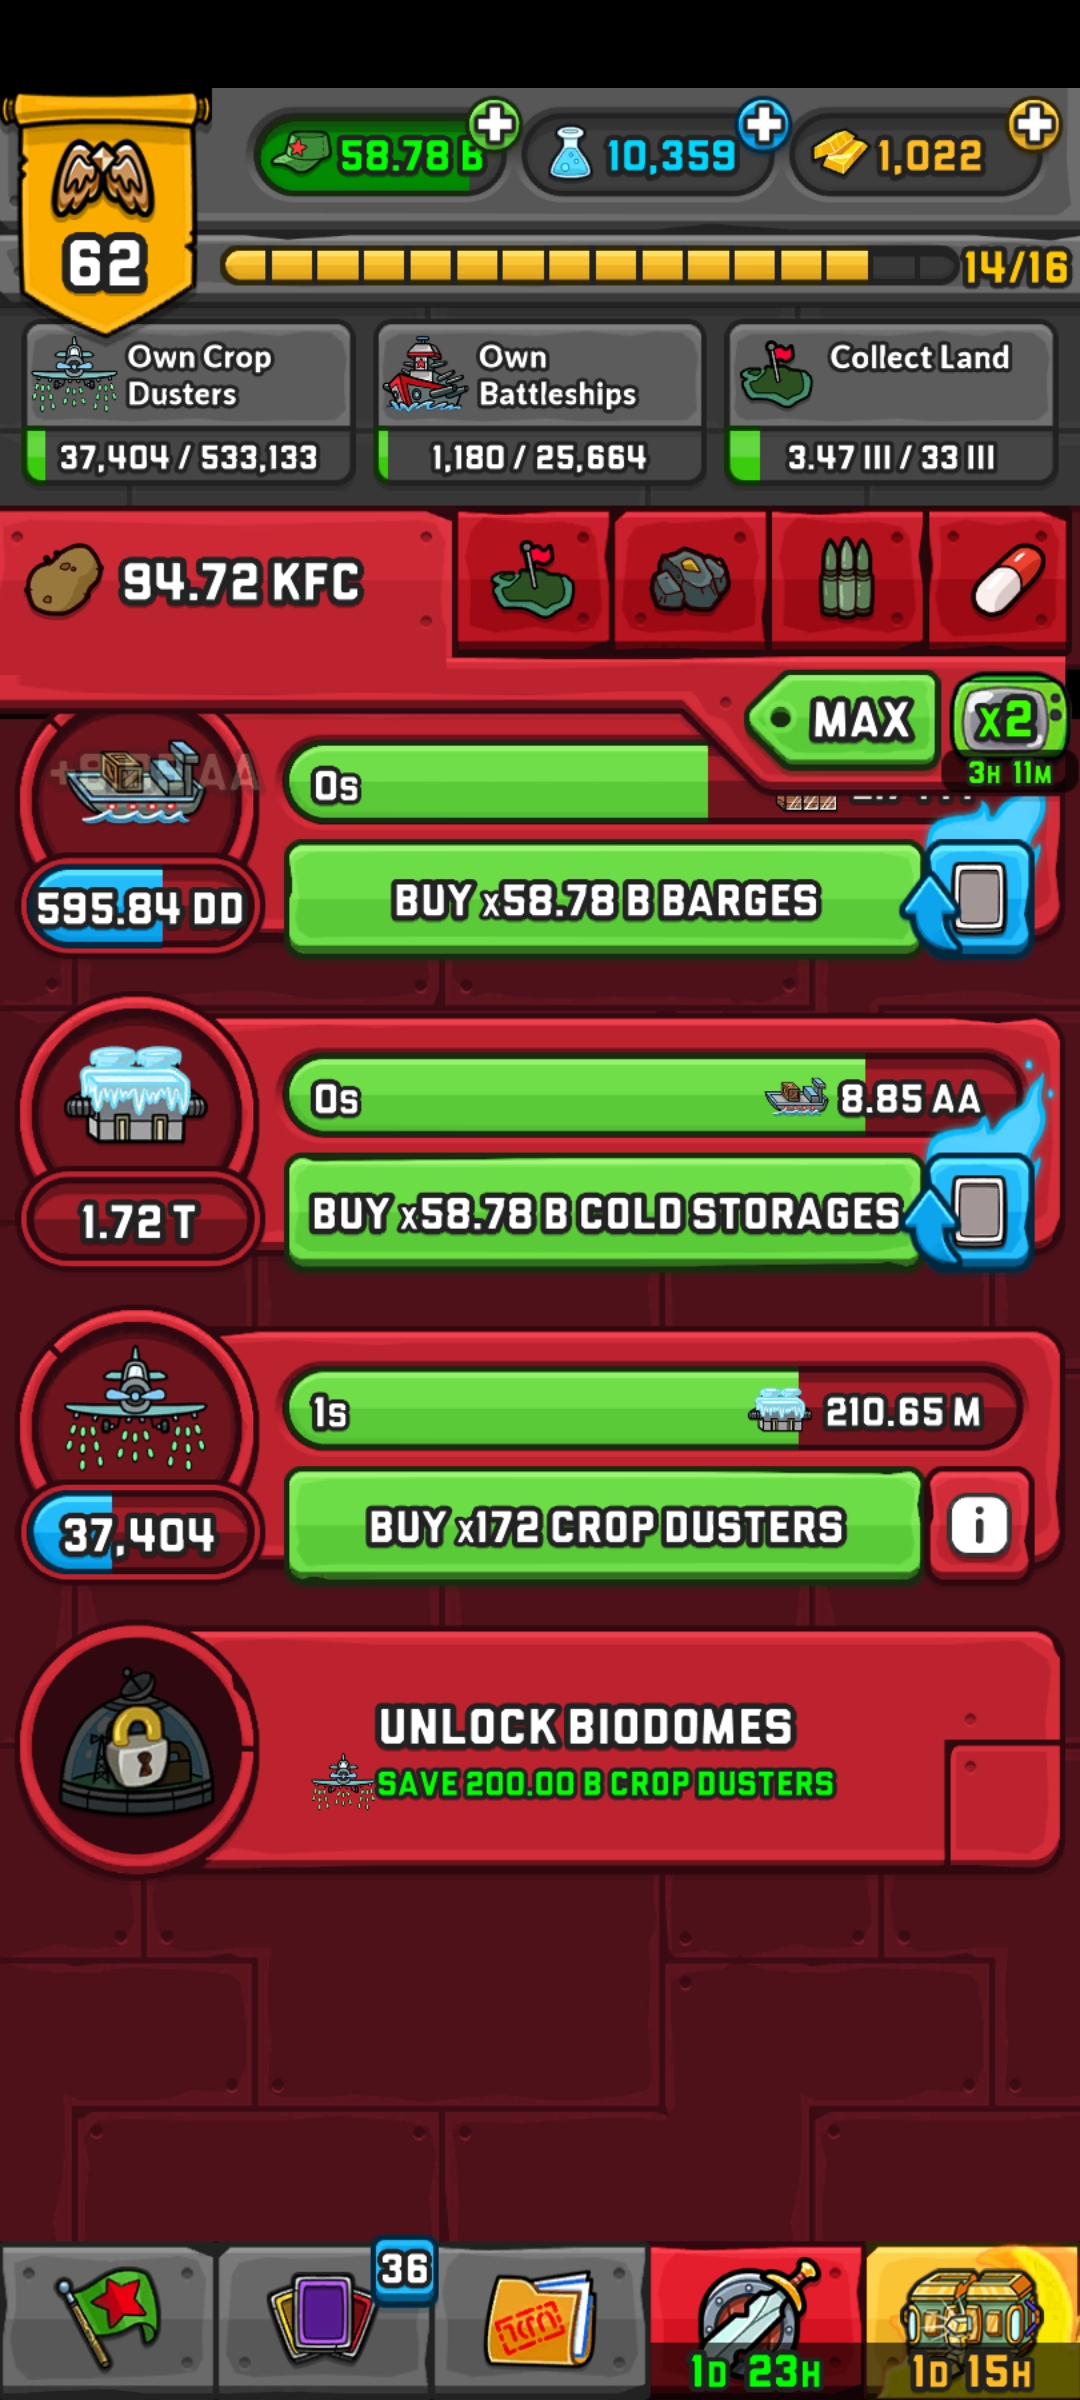 58.78 B
10,359
1,022
62
14/16
Own Crop
Dusters
37,404 / 533,133
Own
Battleships
1,180 / 25,664
Collect Land
3.47 III / 33 III
94.72 KFC
MAX
x2
3H 11M
0s
595.84 DD
BUY x58.78 B BARGES
0s
8.85 AA
1.72 T
BUY x58.78 B COLD STORAGES
1s
210.65 M
37,404
BUY x172 CROP DUSTERS
i
UNLOCK BIODOMES
SAVE 200.00 B CROP DUSTERS
36
1D 23H
1D 15H